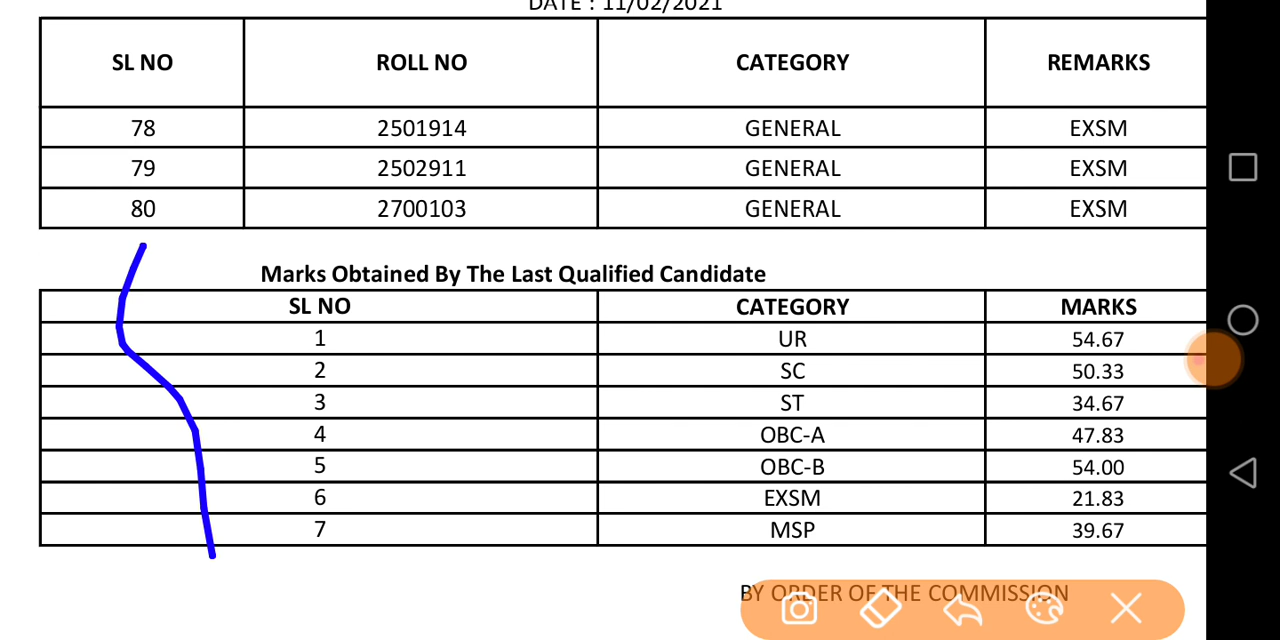 DATE : 11/02/2021
SL NO ROLL NO CATEGORY REMARKS
78 2501914 GENERAL EXSM
79 2502911 GENERAL EXSM
80 2700103 GENERAL EXSM
Marks Obtained By The Last Qualified Candidate
SL NO CATEGORY MARKS
1 UR 54.67
2 SC 50.33
3 ST 34.67
4 OBC-A 47.83
5 OBC-B 54.00
6 EXSM 21.83
7 MSP 39.67
BY ORDER OF THE COMMISSION